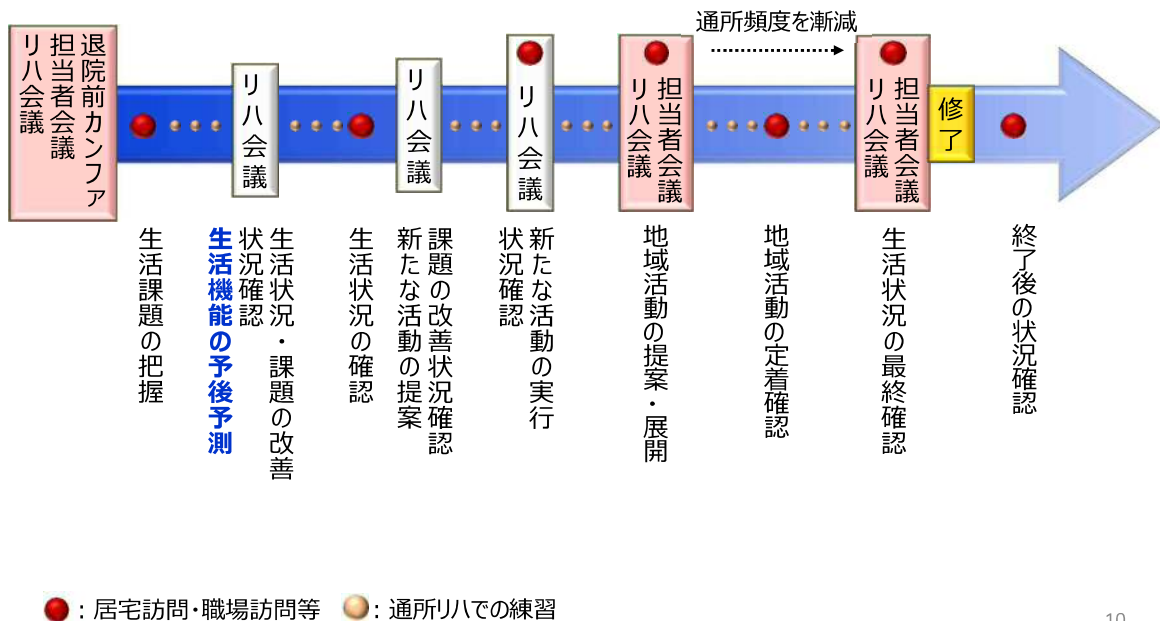 通所頻度を漸減
退院前カンファ
担当者会議
リハ会議
リハ会議
リハ会議
リハ会議
担当者会議
リハ会議
担当者会議
リハ会議
修了
生活課題の把握
生活状況・課題の改善
状況確認
生活機能の予後予測
生活状況の確認
課題の改善状況確認
新たな活動の提案
新たな活動の実行
状況確認
地域活動の提案・展開
地域活動の定着確認
生活状況の最終確認
終了後の状況確認
：居宅訪問・職場訪問等
：通所リハでの練習
10